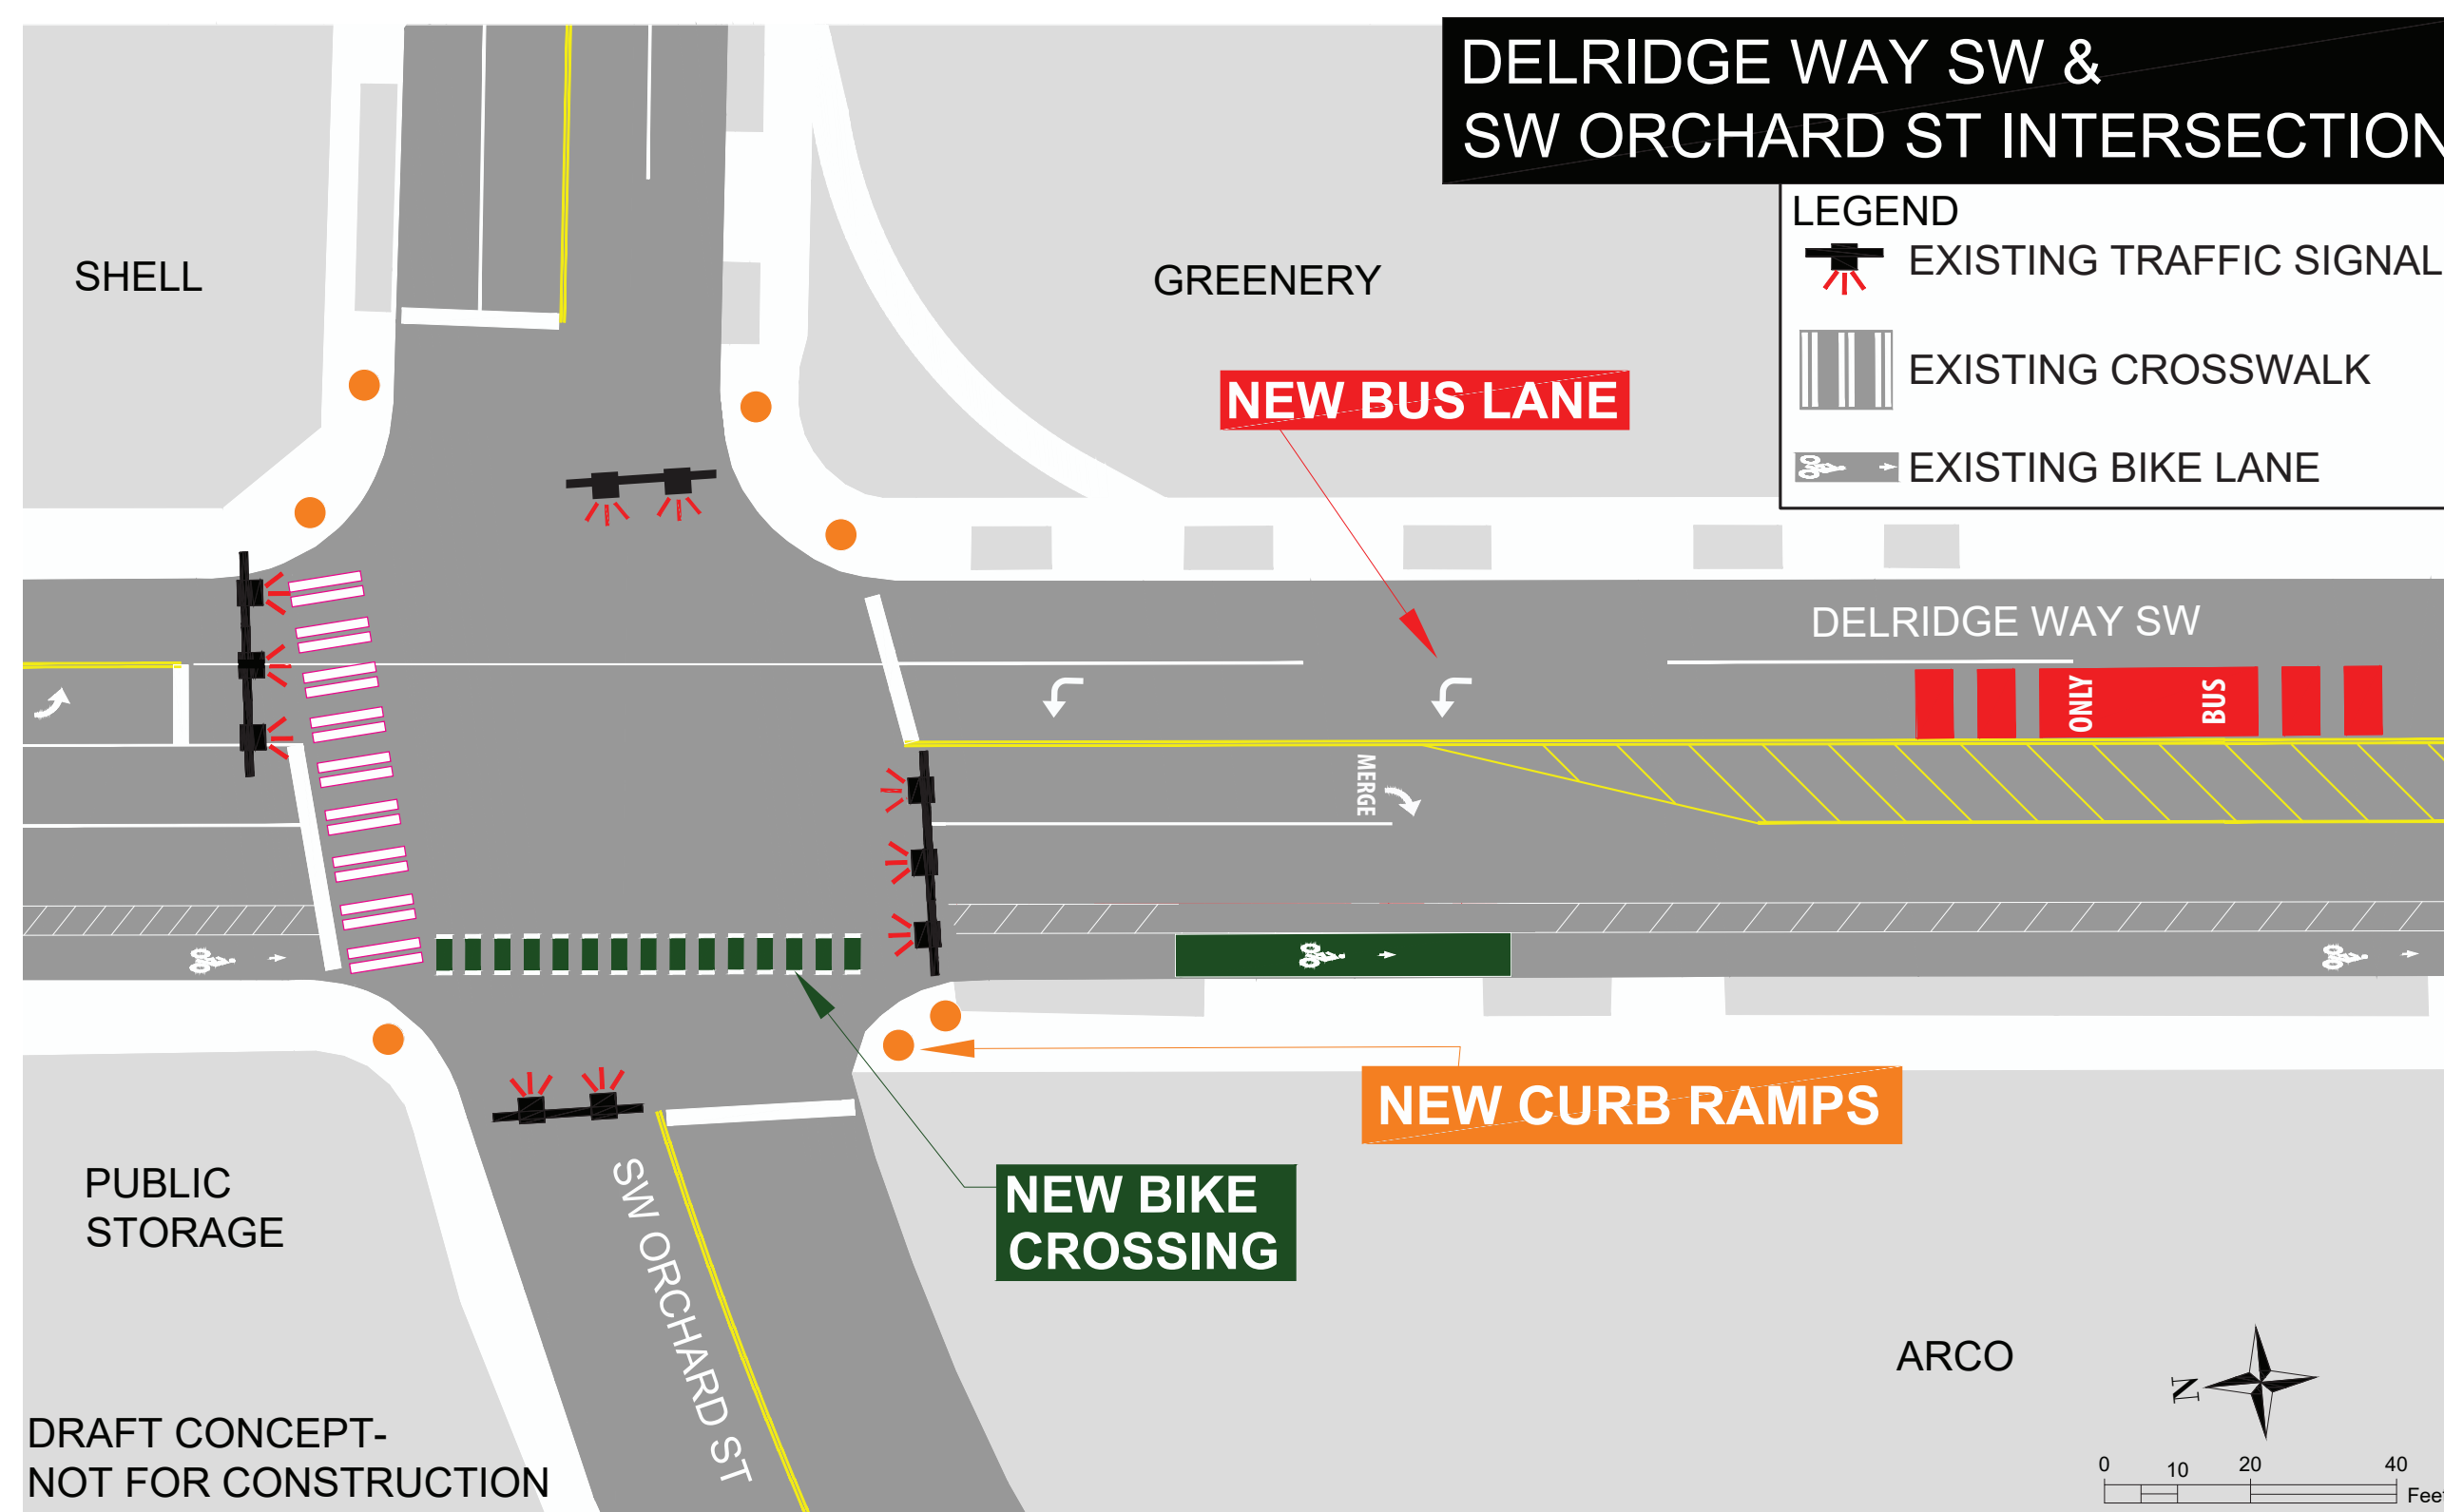 DELRIDGE WAY SW &
SW ORCHARD ST INTERSECTION
LEGEND
EXISTING TRAFFIC SIGNAL
EXISTING CROSSWALK
EXISTING BIKE LANE
SHELL
GREENERY
NEW BUS LANE
DELRIDGE WAY SW
ONLY
BUS
MERGE
NEW CURB RAMPS
NEW BIKE
CROSSING
PUBLIC
STORAGE
SW ORCHARD ST
ARCO
N
DRAFT CONCEPT-
NOT FOR CONSTRUCTION
0 10 20 40
Feet